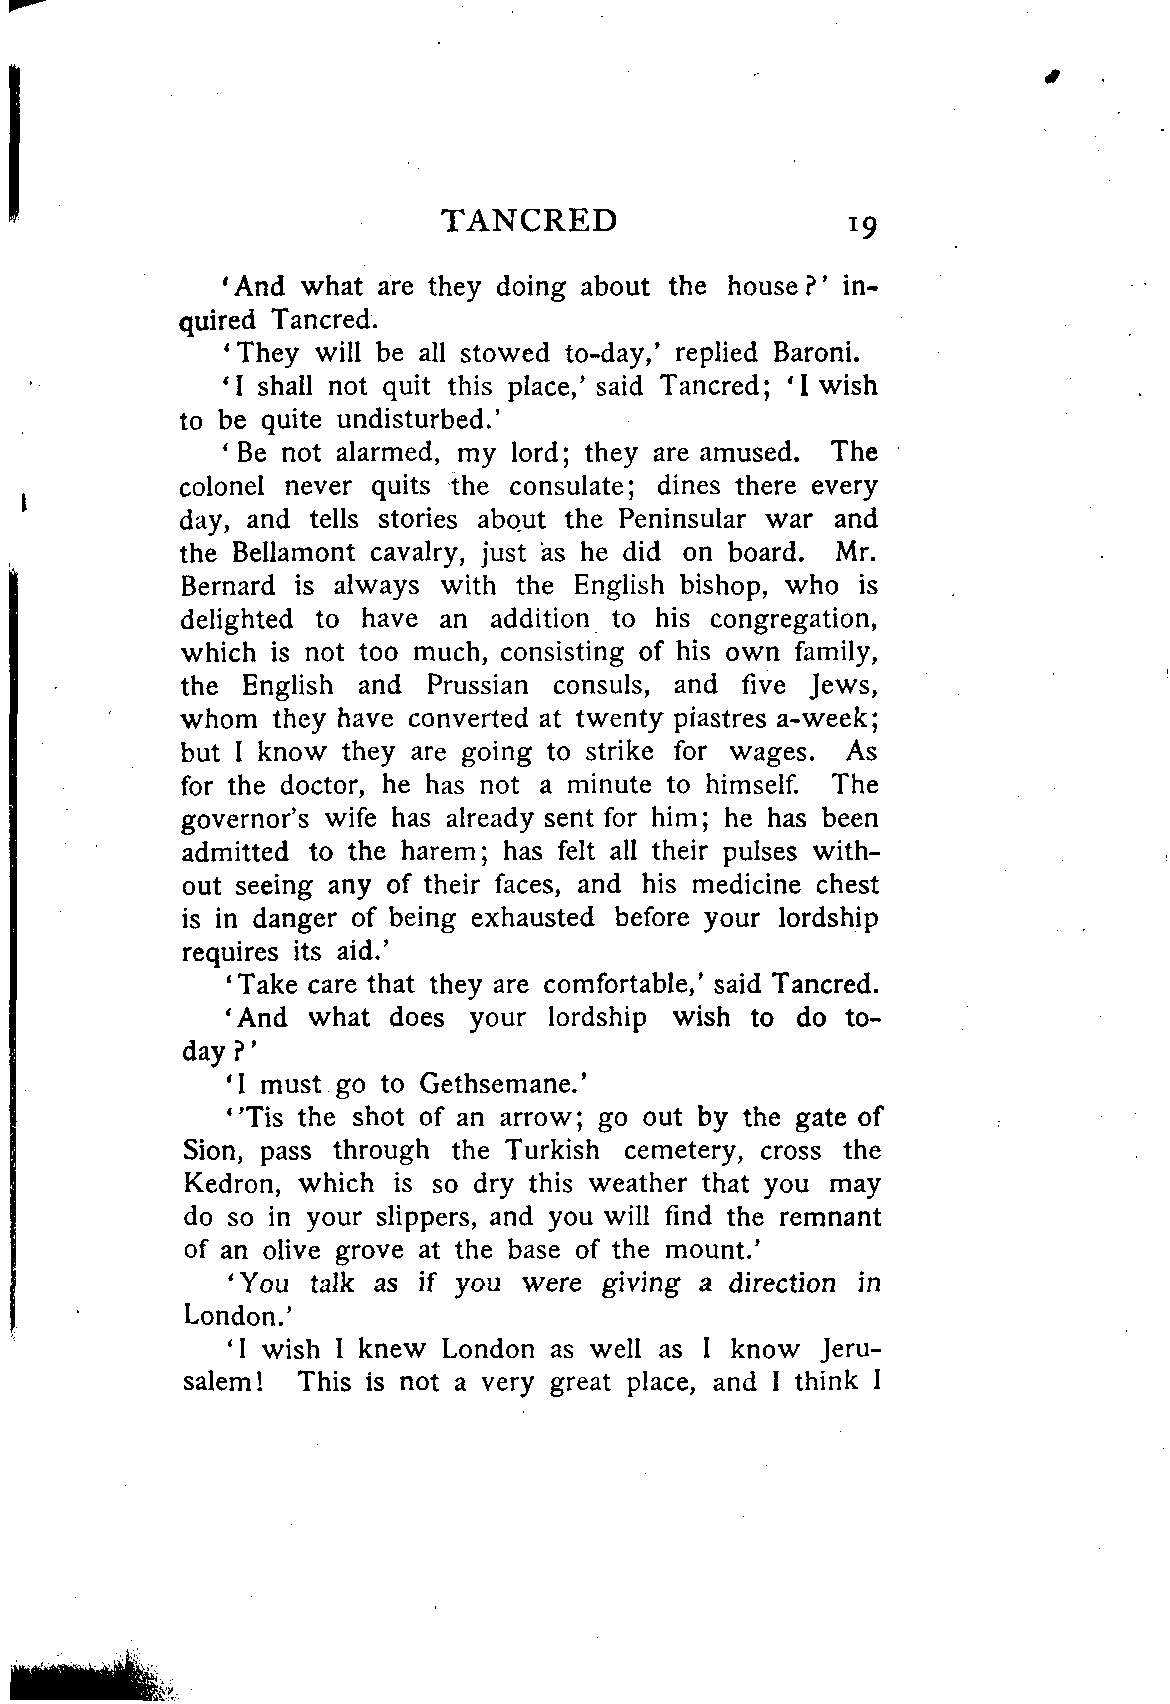 TANCRED 19
‘And what are they doing about the house?’ in-
quired Tancred.
‘They will be all stowed to-day,’ replied Baroni.
‘I shall not quit this place,’ said Tancred; ‘I wish
to be quite undisturbed.’
‘Be not alarmed, my lord; they are amused. The
colonel never quits the consulate; dines there every
day, and tells stories about the Peninsular war and
the Bellamont cavalry, just as he did on board. Mr.
Bernard is always with the English bishop, who is
delighted to have an addition to his congregation,
which is not too much, consisting of his own family,
the English and Prussian consuls, and five Jews,
whom they have converted at twenty piastres a-week;
but I know they are going to strike for wages. As
for the doctor, he has not a minute to himself. The
governor’s wife has already sent for him; he has been
admitted to the harem; has felt all their pulses with-
out seeing any of their faces, and his medicine chest
is in danger of being exhausted before your lordship
requires its aid.’
‘Take care that they are comfortable,’ said Tancred.
‘And what does your lordship wish to do to-
day?’
‘I must go to Gethsemane.’
‘’Tis the shot of an arrow; go out by the gate of
Sion, pass through the Turkish cemetery, cross the
Kedron, which is so dry this weather that you may
do so in your slippers, and you will find the remnant
of an olive grove at the base of the mount.’
‘You talk as if you were giving a direction in
London.’
‘I wish I knew London as well as I know Jeru-
salem! This is not a very great place, and I think I